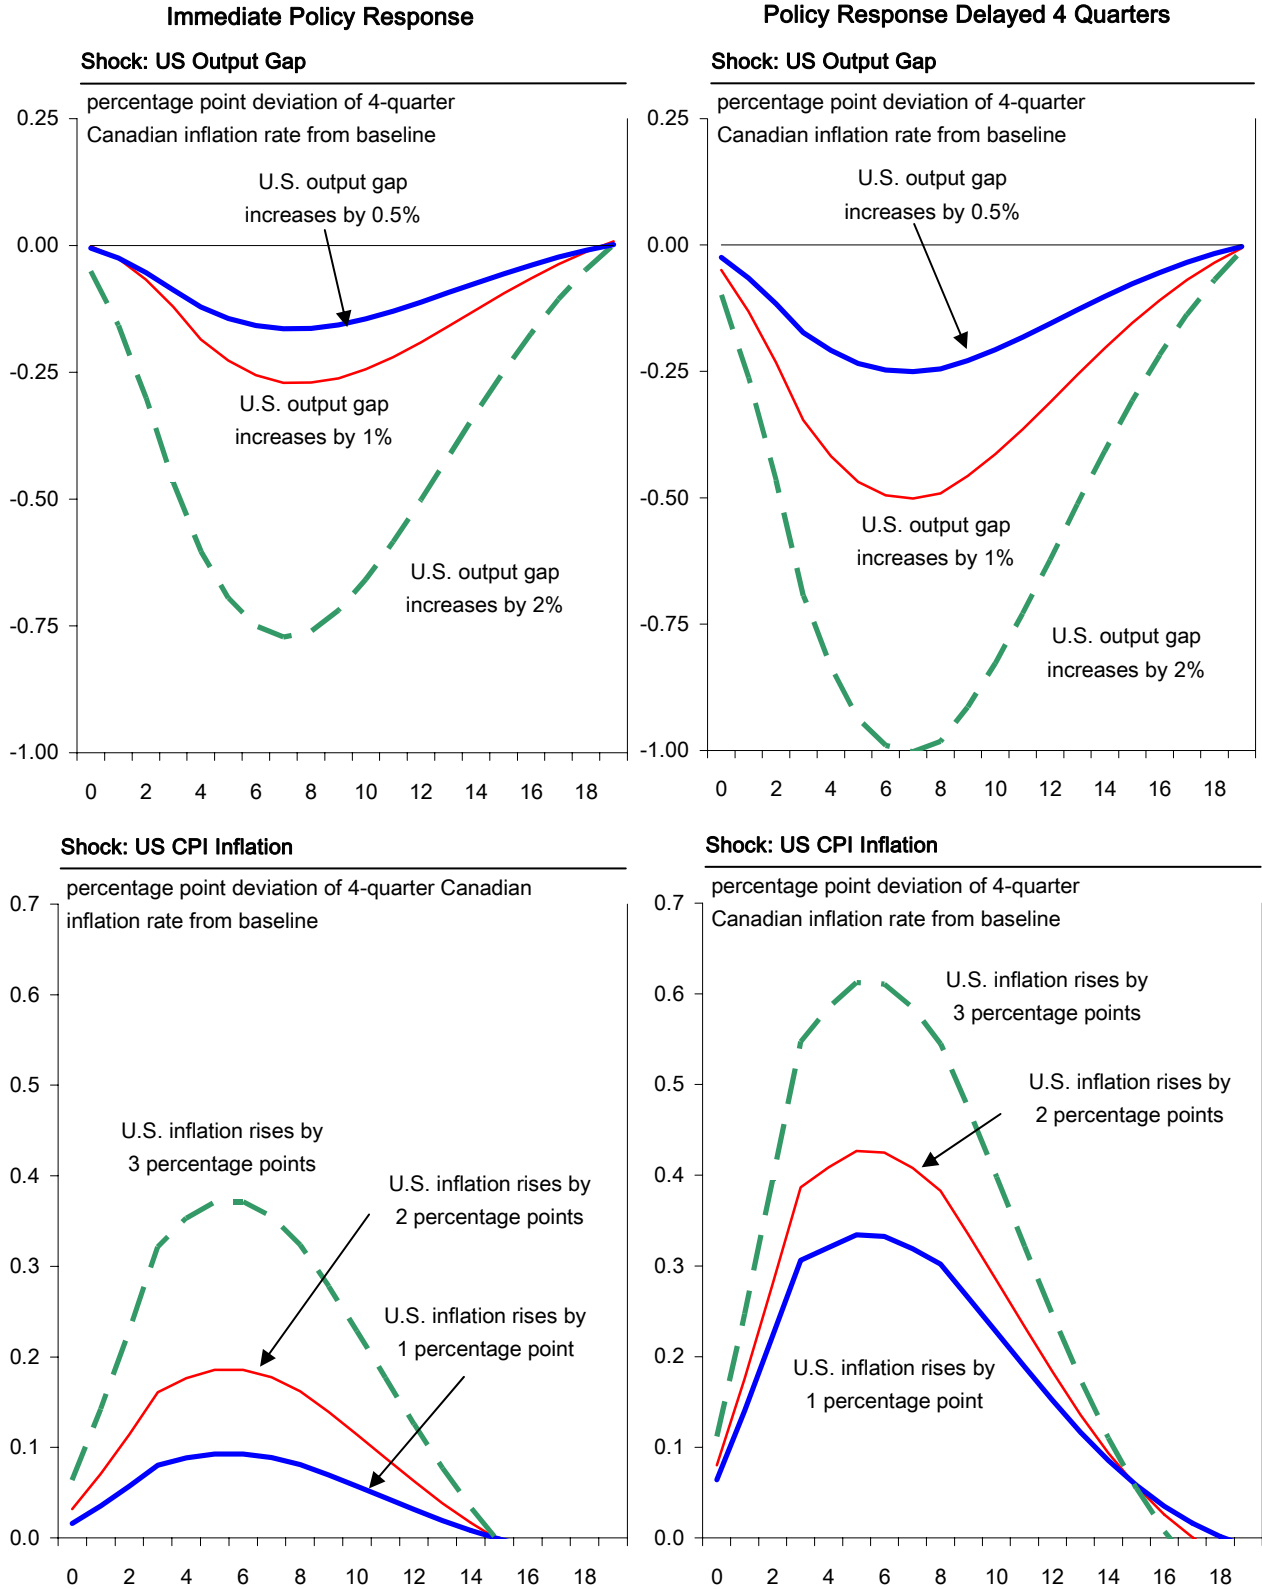 Immediate Policy Response
Policy Response Delayed 4 Quarters
Shock: US Output Gap
percentage point deviation of 4-quarter
Canadian inflation rate from baseline
0.25
0.00
-0.25
-0.50
-0.75
-1.00
U.S. output gap
increases by 0.5%
U.S. output gap
increases by 1%
U.S. output gap
increases by 2%
0 2 4 6 8 10 12 14 16 18
Shock: US Output Gap
percentage point deviation of 4-quarter
Canadian inflation rate from baseline
0.25
0.00
-0.25
-0.50
-0.75
-1.00
U.S. output gap
increases by 0.5%
U.S. output gap
increases by 1%
U.S. output gap
increases by 2%
0 2 4 6 8 10 12 14 16 18
Shock: US CPI Inflation
percentage point deviation of 4-quarter Canadian
inflation rate from baseline
0.7
0.6
0.5
0.4
0.3
0.2
0.1
0.0
U.S. inflation rises by
3 percentage points
U.S. inflation rises by
2 percentage points
U.S. inflation rises by
1 percentage point
0 2 4 6 8 10 12 14 16 18
Shock: US CPI Inflation
percentage point deviation of 4-quarter
Canadian inflation rate from baseline
0.7
0.6
0.5
0.4
0.3
0.2
0.1
0.0
U.S. inflation rises by
3 percentage points
U.S. inflation rises by
2 percentage points
U.S. inflation rises by
1 percentage point
0 2 4 6 8 10 12 14 16 18